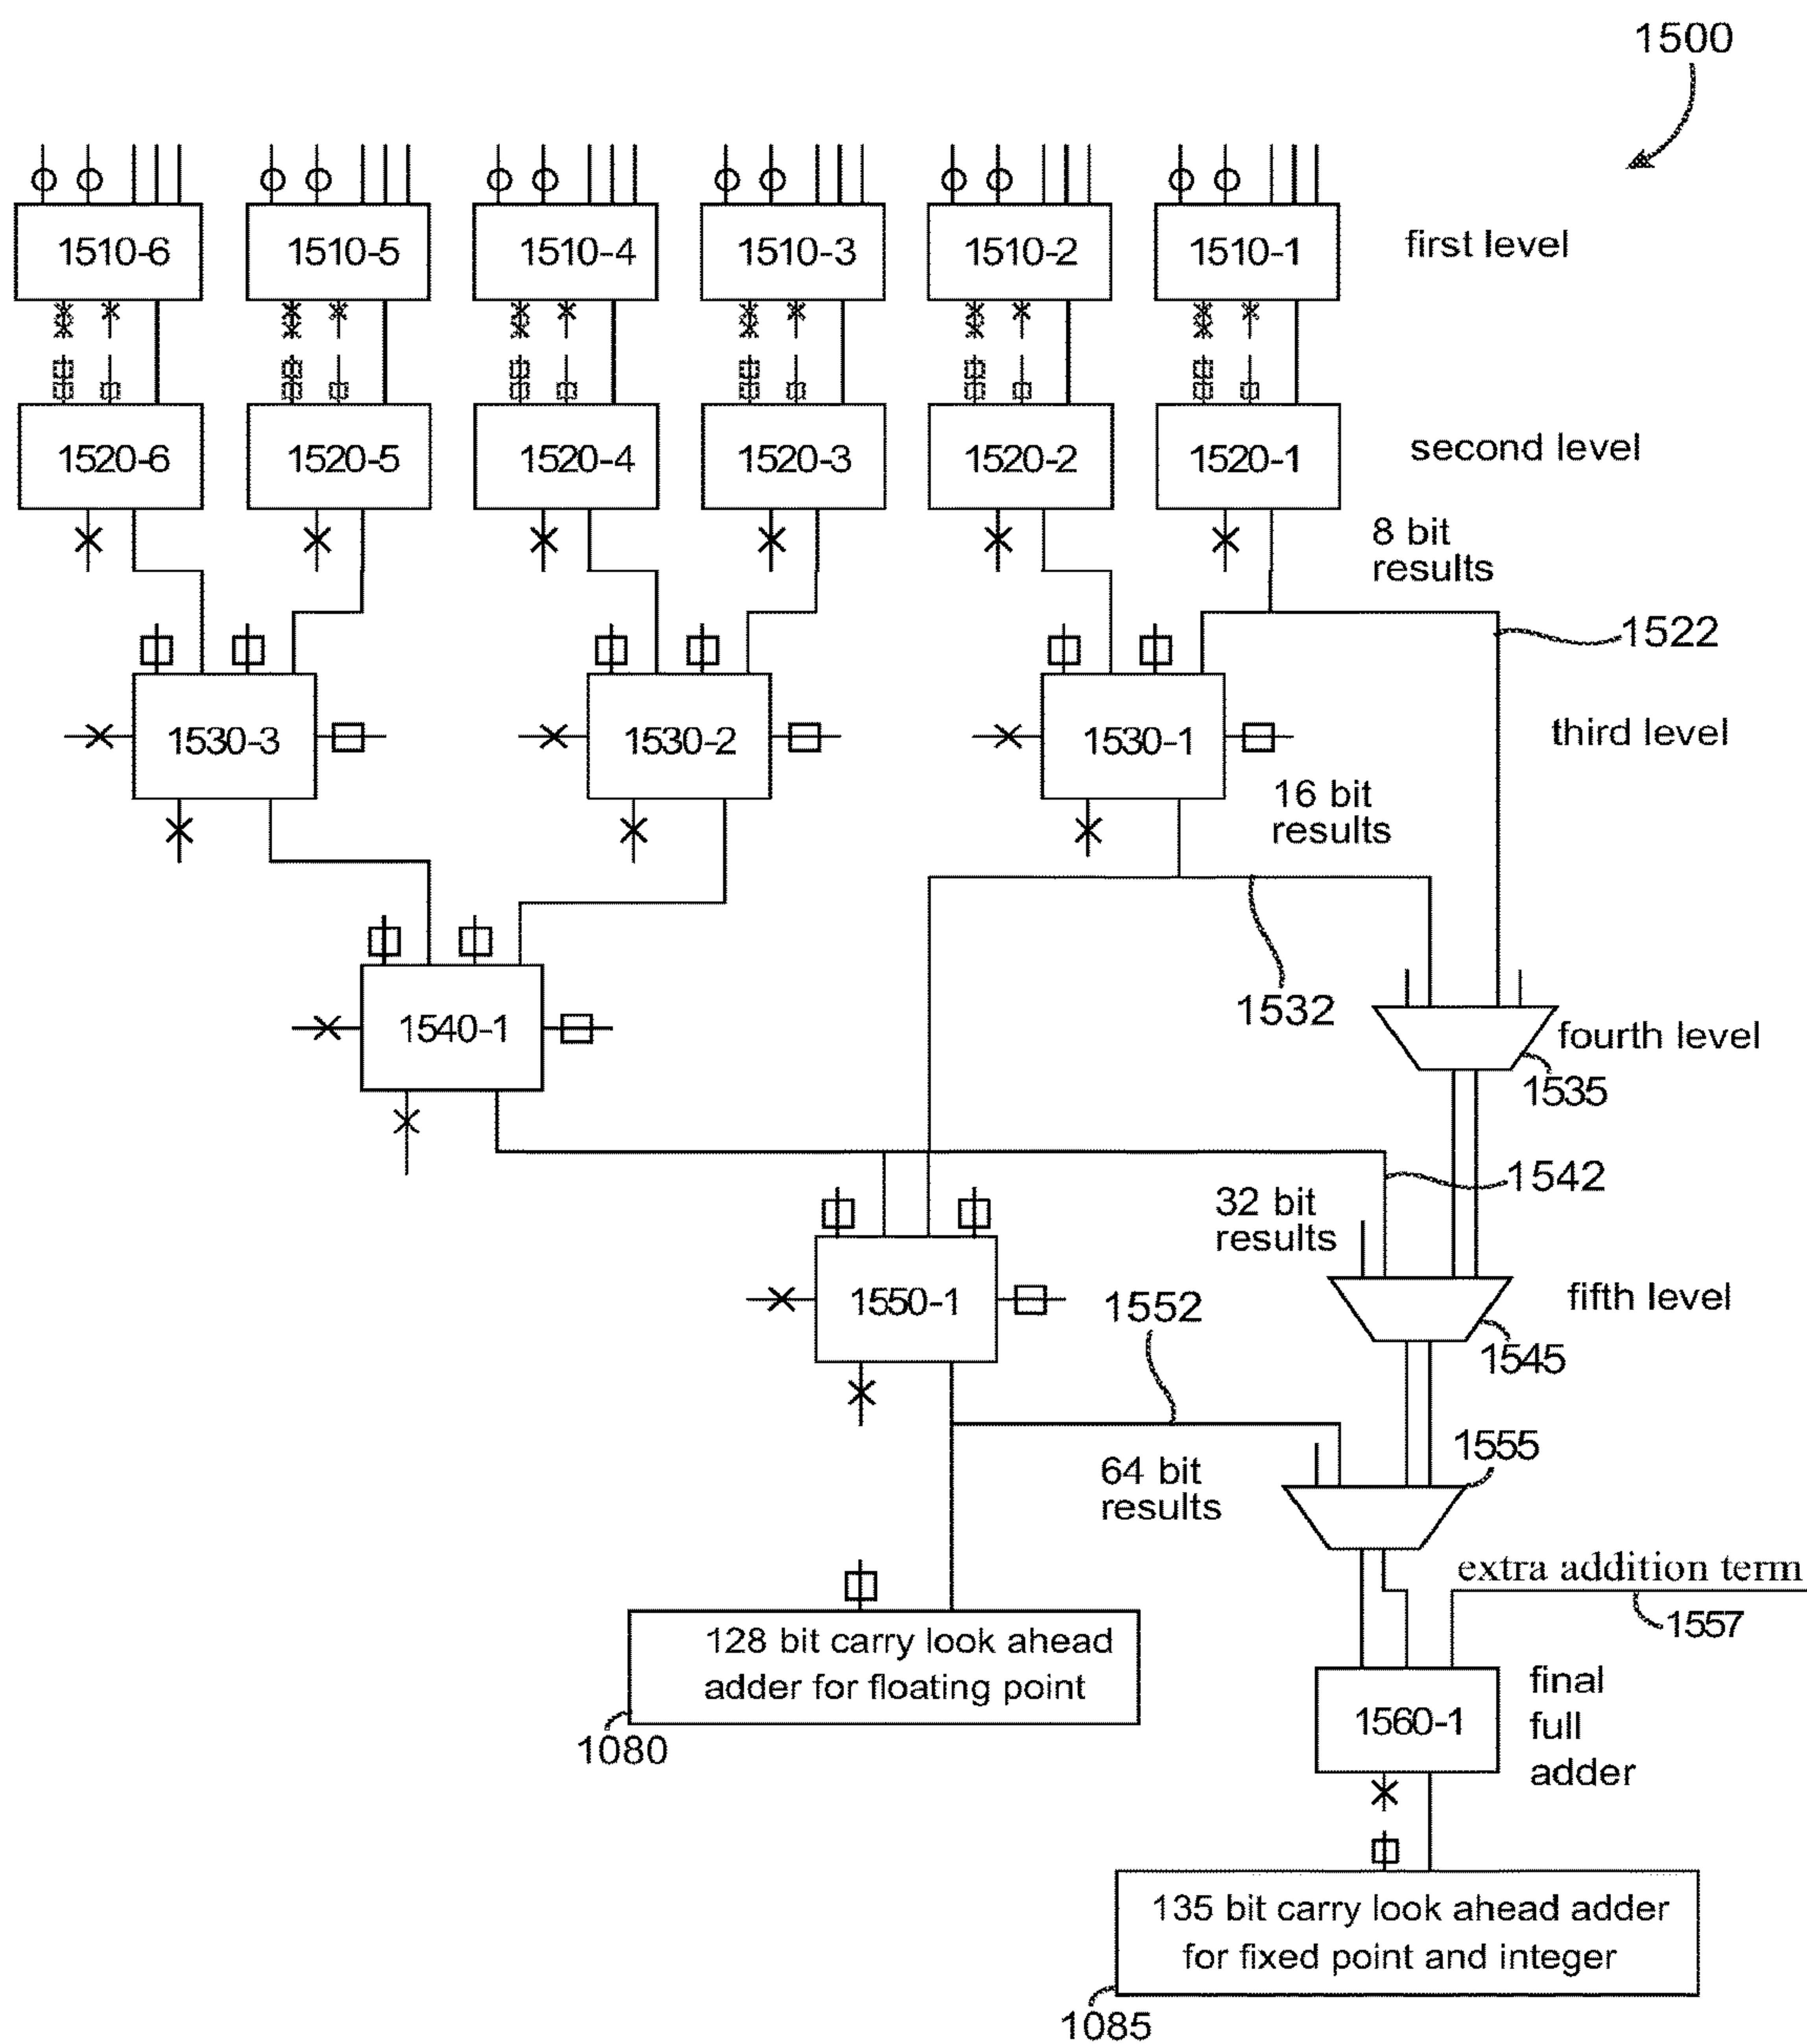 1500
1510-6
1510-5
1510-4
1510-3
1510-2
1510-1
first level
1520-6
1520-5
1520-4
1520-3
1520-2
1520-1
second level
8 bit
results
1522
1530-3
1530-2
1530-1
third level
16 bit
results
1532
1540-1
fourth level
1535
1542
32 bit
results
1550-1
1552
fifth level
1545
1555
64 bit
results
extra addition term
1557
128 bit carry look ahead
adder for floating point
1080
1560-1
final
full
adder
135 bit carry look ahead adder
for fixed point and integer
1085